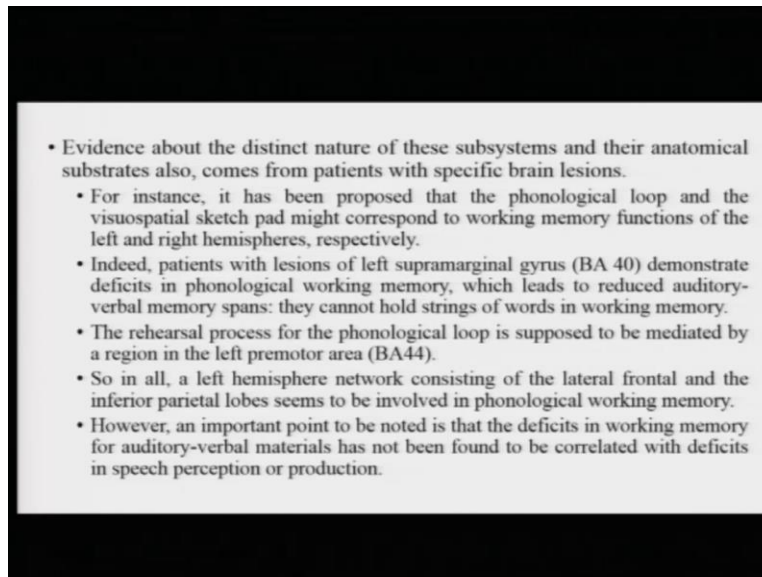 • Evidence about the distinct nature of these subsystems and their anatomical
substrates also, comes from patients with specific brain lesions.
• For instance, it has been proposed that the phonological loop and the
visuospatial sketch pad might correspond to working memory functions of the
left and right hemispheres, respectively.
• Indeed, patients with lesions of left supramarginal gyrus (BA 40) demonstrate
deficits in phonological working memory, which leads to reduced auditory-
verbal memory spans: they cannot hold strings of words in working memory.
• The rehearsal process for the phonological loop is supposed to be mediated by
a region in the left premotor area (BA44).
• So in all, a left hemisphere network consisting of the lateral frontal and the
inferior parietal lobes seems to be involved in phonological working memory.
• However, an important point to be noted is that the deficits in working memory
for auditory-verbal materials has not been found to be correlated with deficits
in speech perception or production.